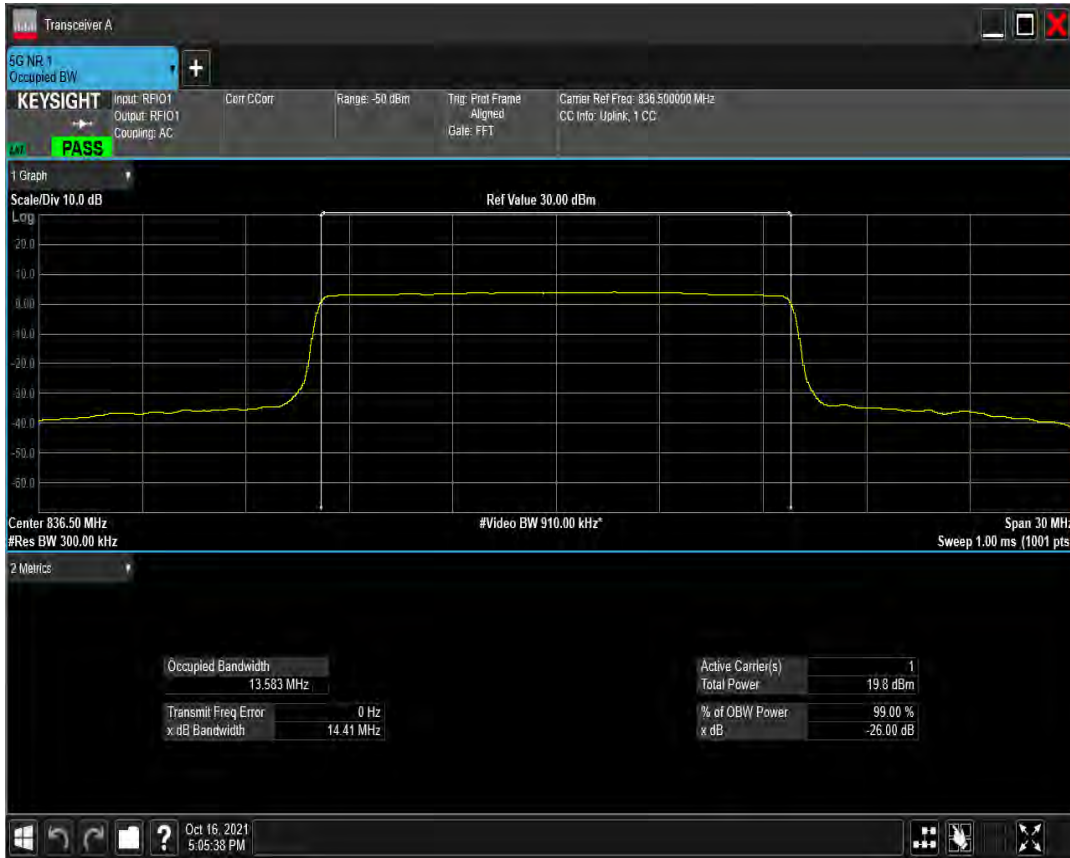 Transceiver A
5G NR 1
Occupied BW
+
KEYSIGHT
Input: RFIO1
Output: RFIO1
Coupling: AC
Corr CCorr
Range: -50 dBm
Trig: Prot Frame
Aligned
Gate: FFT
Carrier Ref Freq: 836.500000 MHz
CC Info: Uplink, 1 CC
PASS
1 Graph
Scale/Div 10.0 dB
Ref Value 30.00 dBm
Log
20.0
10.0
0.00
-10.0
-20.0
-30.0
-40.0
-50.0
-60.0
Center 836.50 MHz
#Video BW 910.00 kHz*
Span 30 MHz
#Res BW 300.00 kHz
Sweep 1.00 ms (1001 pts
2 Metrics
Occupied Bandwidth
13.583 MHz
Transmit Freq Error 0 Hz
x dB Bandwidth 14.41 MHz
Active Carrier(s) 1
Total Power 19.8 dBm
% of OBW Power 99.00 %
x dB -26.00 dB
?
Oct 16, 2021
5:05:38 PM